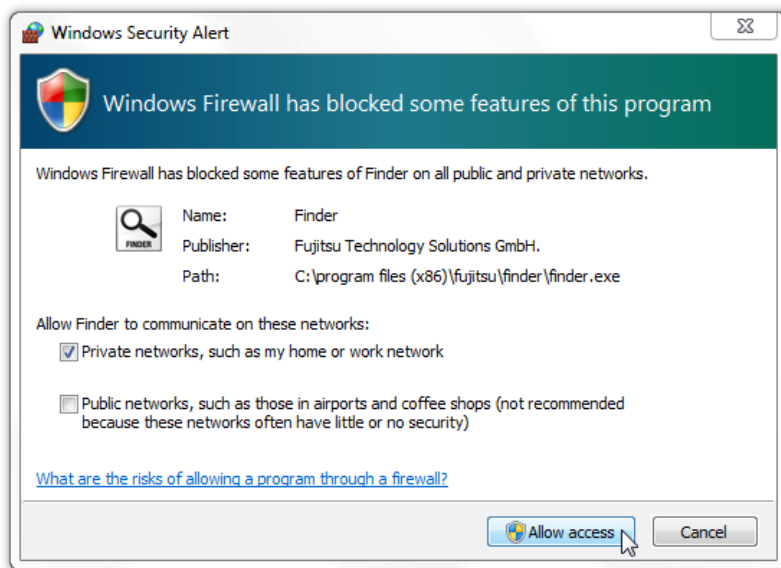 Windows Security Alert
Windows Firewall has blocked some features of this program
Windows Firewall has blocked some features of Finder on all public and private networks.
FINDER
Name: Finder
Publisher: Fujitsu Technology Solutions GmbH.
Path: C:\program files (x86)\fujitsu\finder\finder.exe
Allow Finder to communicate on these networks:
Private networks, such as my home or work network
Public networks, such as those in airports and coffee shops (not recommended
because these networks often have little or no security)
What are the risks of allowing a program through a firewall?
Allow access Cancel